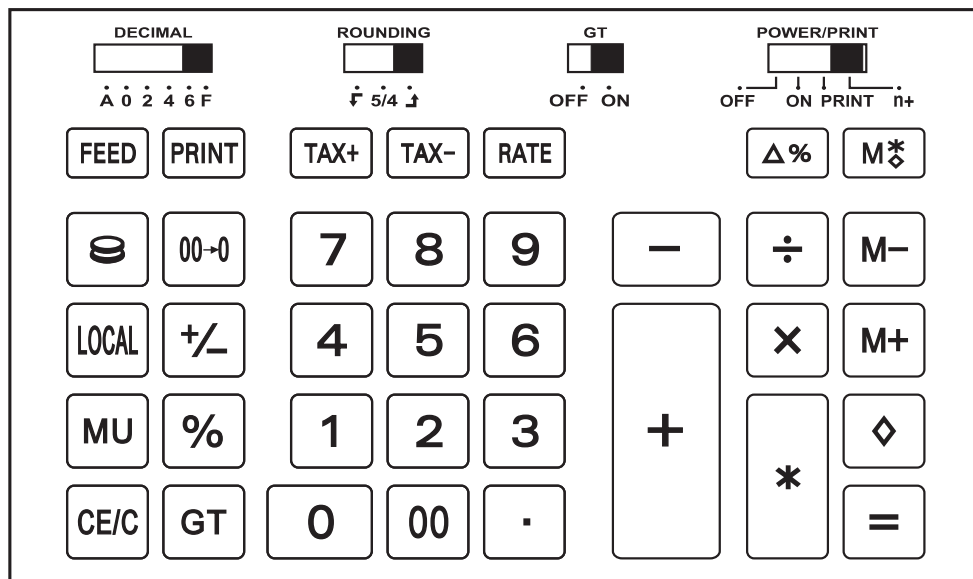 DECIMAL ROUNDING GT POWER/PRINT
A 0 2 4 6 F 5/4 OFF ON OFF ON PRINT n+
FEED PRINT TAX+ TAX− RATE △% M*◇
00→0 7 8 9 − ÷ M−
LOCAL +/− 4 5 6 × M+
MU % 1 2 3 + ◇
CE/C GT 0 00 . * =